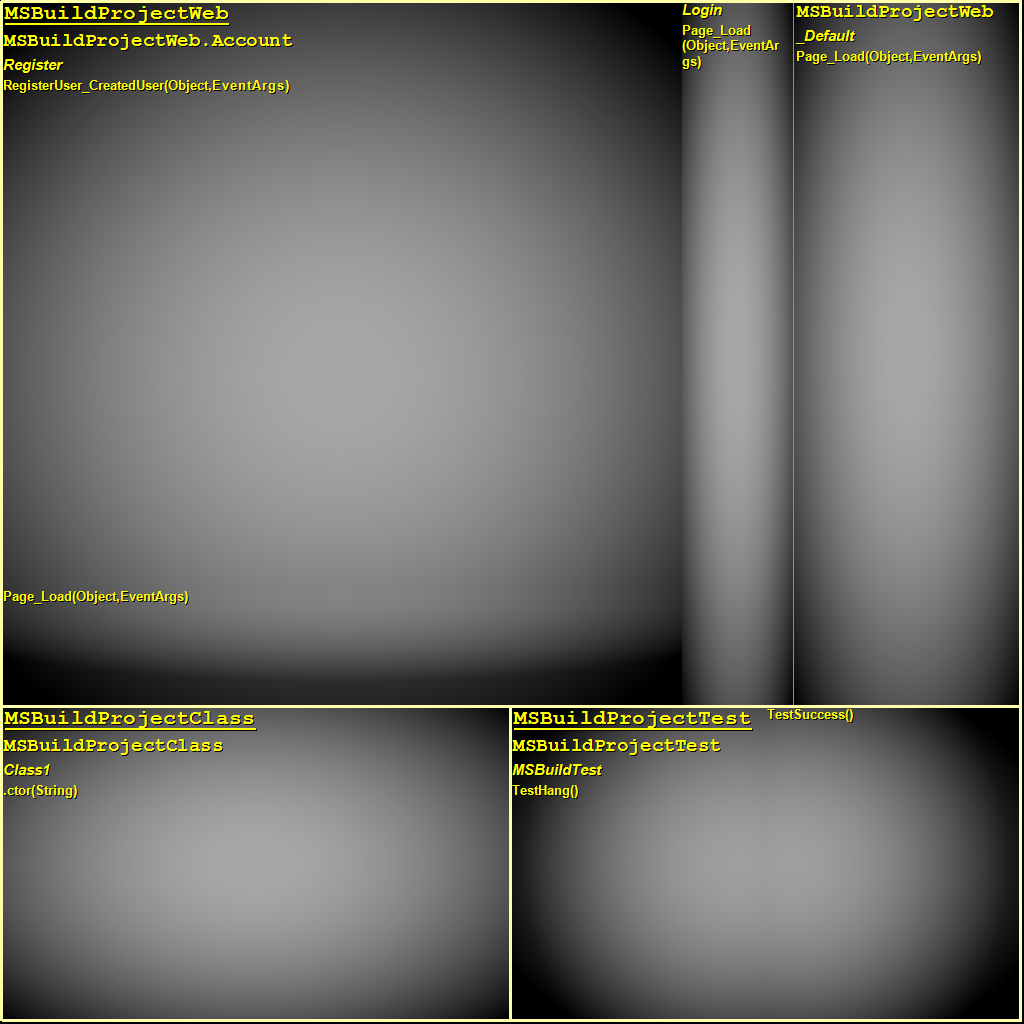 MSBuildProjectWeb
MSBuildProjectWeb.Account
Register
RegisterUser_CreatedUser(Object,EventArgs)
Page_Load(Object,EventArgs)
Login
Page_Load
(Object,EventAr
gs)
MSBuildProjectWeb
_Default
Page_Load(Object,EventArgs)
MSBuildProjectClass
MSBuildProjectClass
Class1
.ctor(String)
MSBuildProjectTest
MSBuildProjectTest
MSBuildTest
TestHang()
TestSuccess()